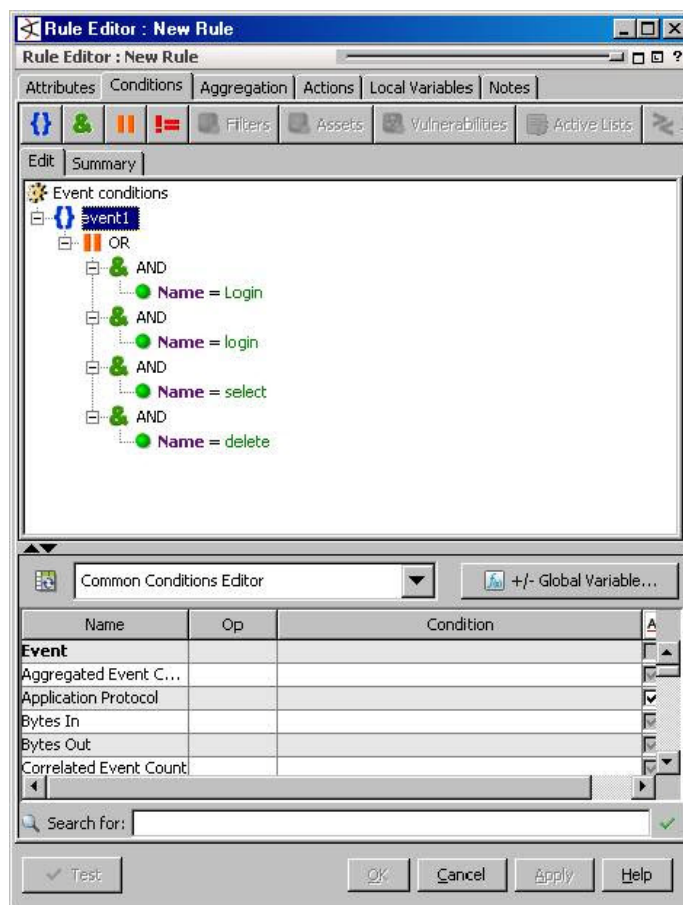 Rule Editor : New Rule
Rule Editor : New Rule ?
Attributes Conditions Aggregation Actions Local Variables Notes
{} & != Filters Assets Vulnerabilities Active Lists
Edit Summary
Event conditions
{} event1
OR
& AND
Name = Login
& AND
Name = login
& AND
Name = select
& AND
Name = delete
Common Conditions Editor +/- Global Variable...
Name Op Condition A
Event
Aggregated Event C...
Application Protocol
Bytes In
Bytes Out
Correlated Event Count
Search for:
Test OK Cancel Apply Help